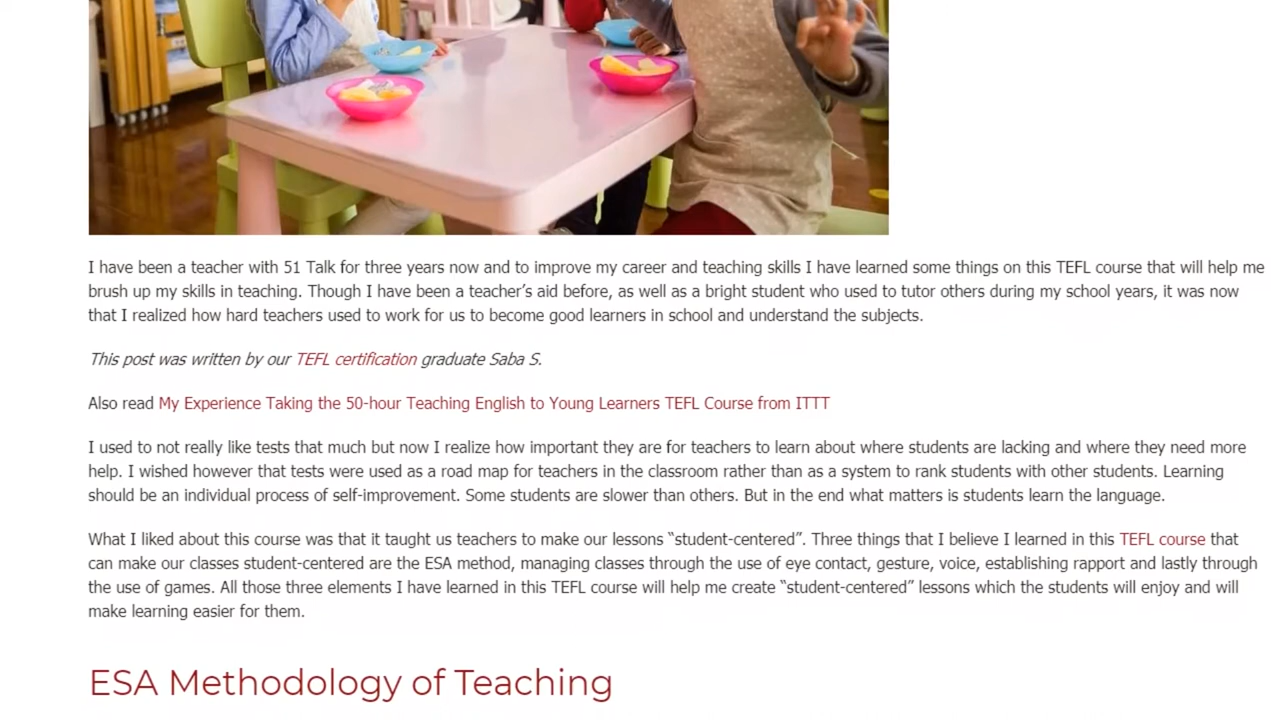 I have been a teacher with 51 Talk for three years now and to improve my career and teaching skills I have learned some things on this TEFL course that will help me
brush up my skills in teaching. Though I have been a teacher’s aid before, as well as a bright student who used to tutor others during my school years, it was now
that I realized how hard teachers used to work for us to become good learners in school and understand the subjects.
This post was written by our TEFL certification graduate Saba S.
Also read My Experience Taking the 50-hour Teaching English to Young Learners TEFL Course from ITTT
I used to not really like tests that much but now I realize how important they are for teachers to learn about where students are lacking and where they need more
help. I wished however that tests were used as a road map for teachers in the classroom rather than as a system to rank students with other students. Learning
should be an individual process of self-improvement. Some students are slower than others. But in the end what matters is students learn the language.
What I liked about this course was that it taught us teachers to make our lessons “student-centered”. Three things that I believe I learned in this TEFL course that
can make our classes student-centered are the ESA method, managing classes through the use of eye contact, gesture, voice, establishing rapport and lastly through
the use of games. All those three elements I have learned in this TEFL course will help me create “student-centered” lessons which the students will enjoy and will
make learning easier for them.
ESA Methodology of Teaching